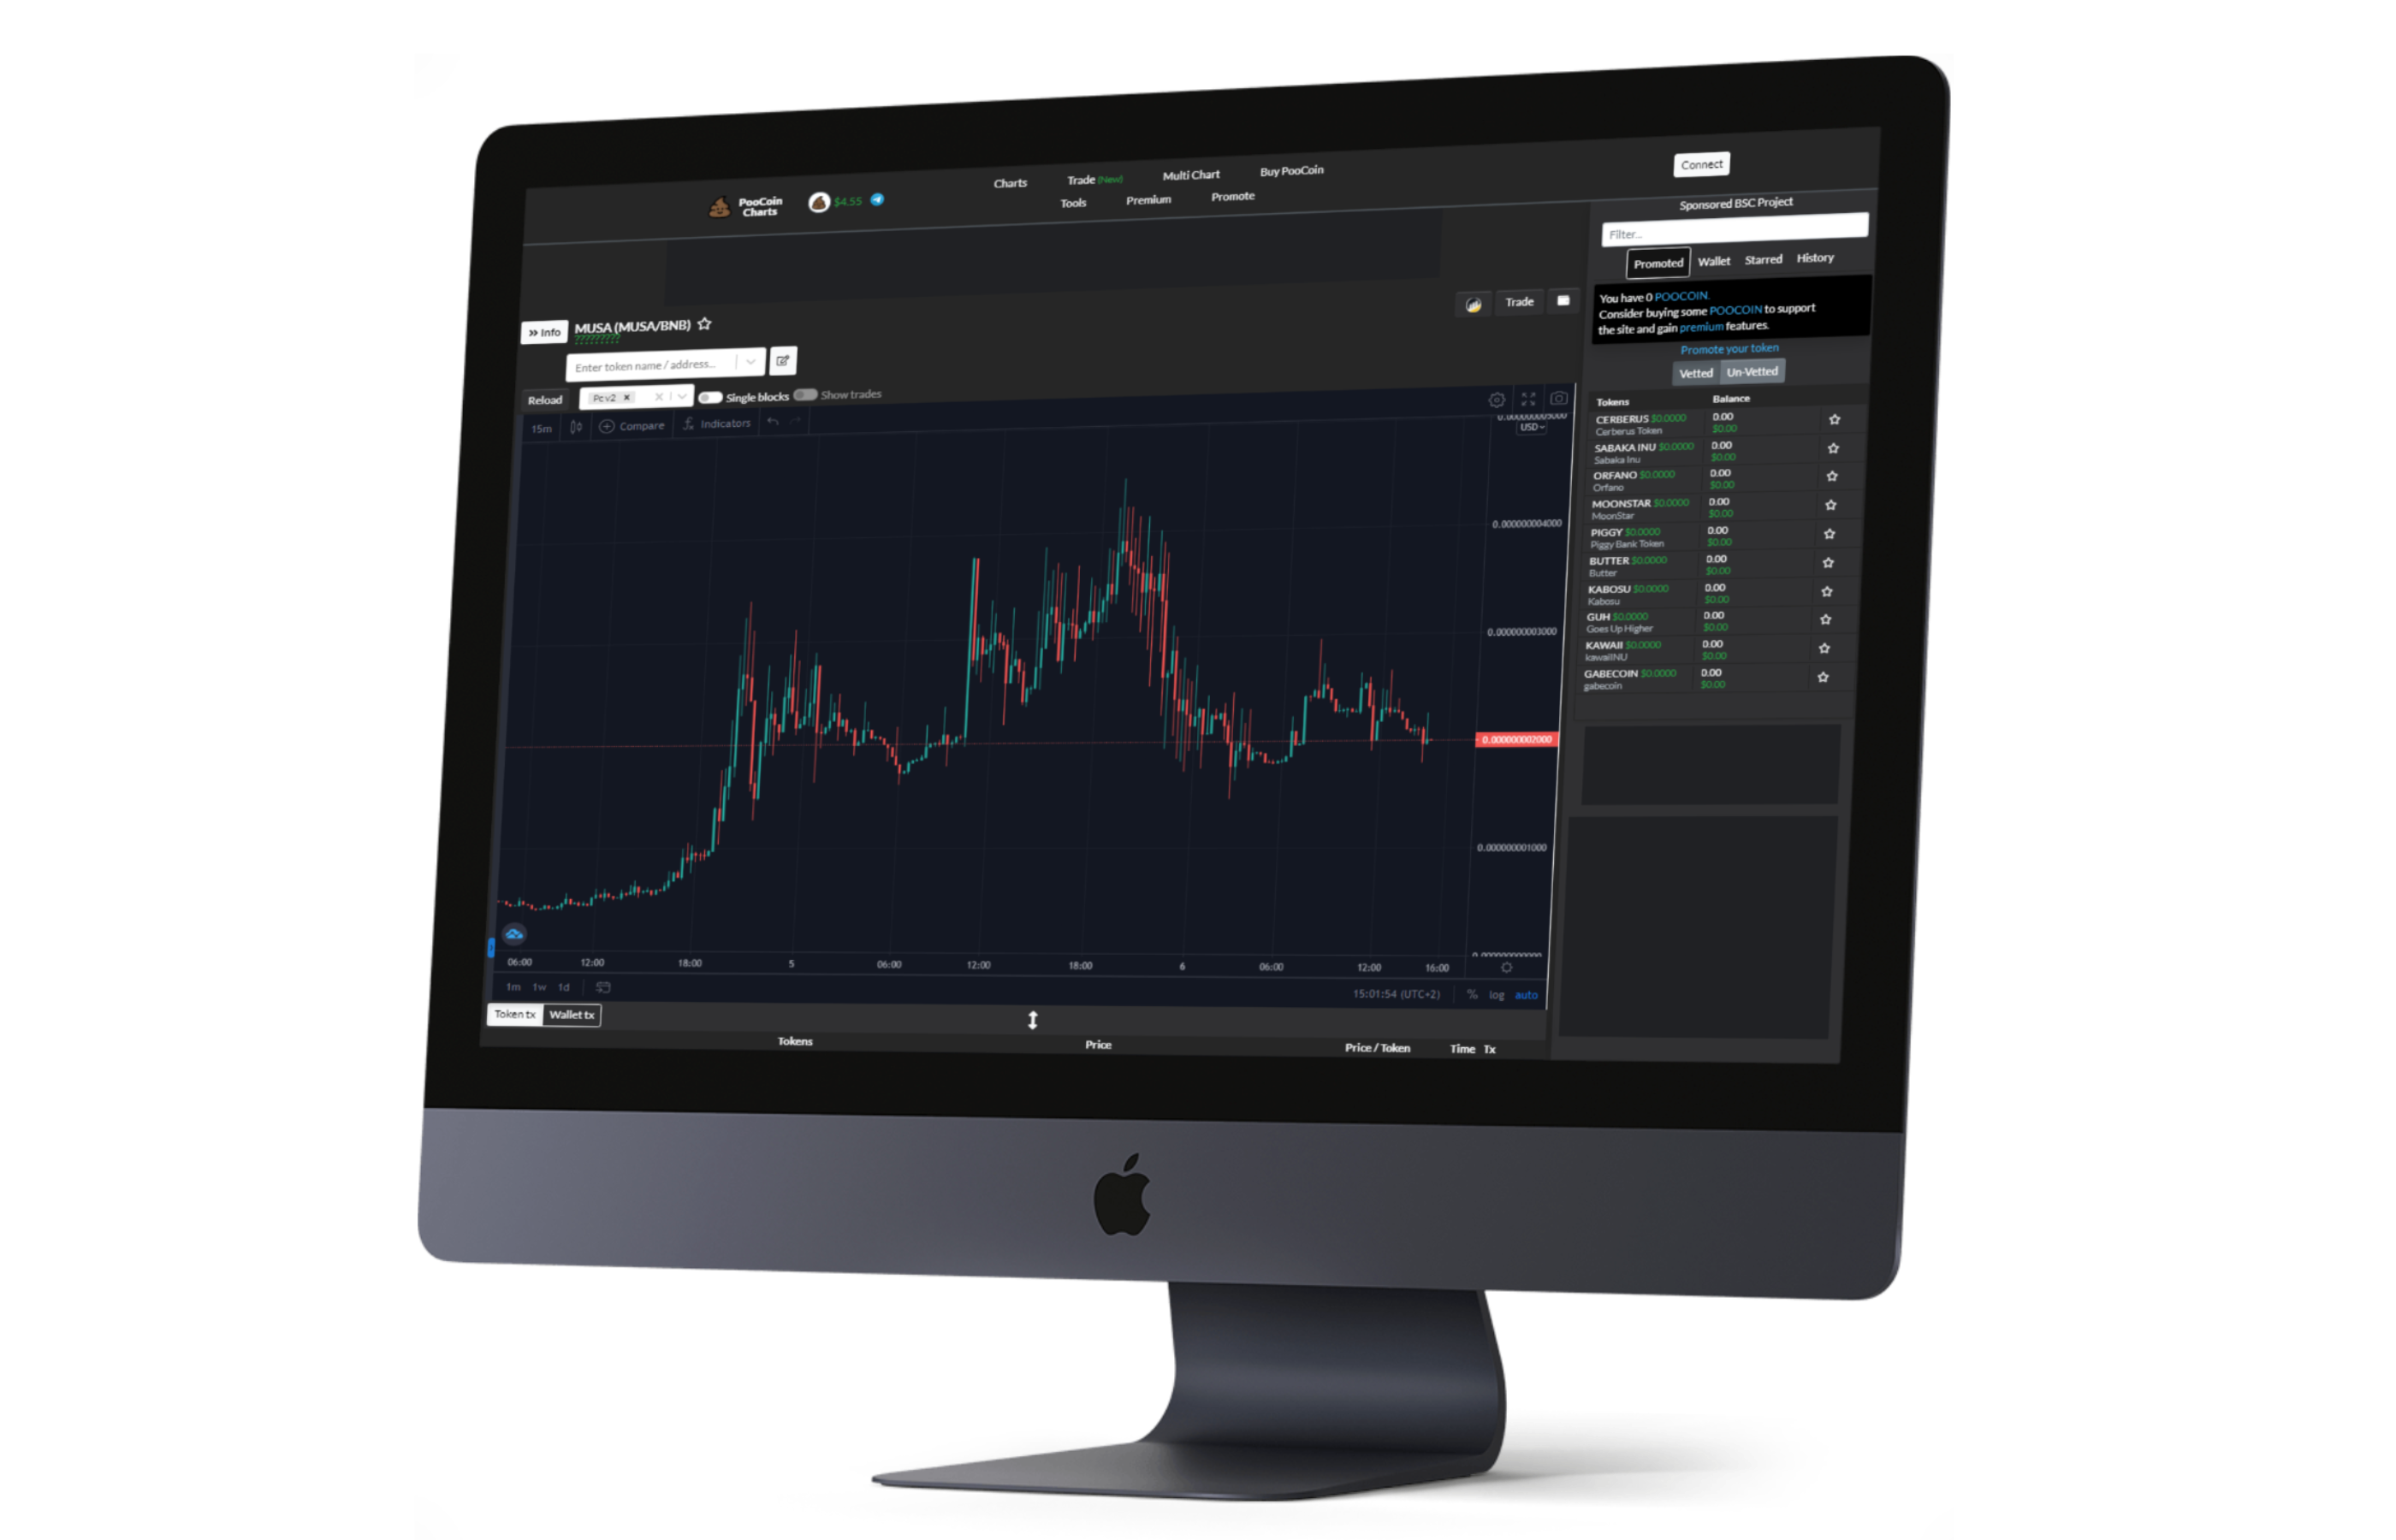 PooCoin
Charts
$4.55
Charts
Trade (New)
Multi Chart
Buy PooCoin
Tools
Premium
Promote
Connect
Sponsored BSC Project
Filter...
Promoted
Wallet
Starred
History
You have 0 POOCOIN.
Consider buying some POOCOIN to support
the site and gain premium features.
Promote your token
Vetted
Un-Vetted
Tokens
Balance
CERBERUS $0.0000 0.00
Cerberus Token $0.00
SABAKA INU $0.0000 0.00
Sabaka Inu $0.00
ORFANO $0.0000 0.00
Orfano $0.00
MOONSTAR $0.0000 0.00
MoonStar $0.00
PIGGY $0.0000 0.00
Piggy Bank Token $0.00
BUTTER $0.0000 0.00
Butter $0.00
KABOSU $0.0000 0.00
Kabosu $0.00
GUH $0.0000 0.00
Goes Up Higher $0.00
KAWAII $0.0000 0.00
kawaiiNU $0.00
GABECOIN $0.0000 0.00
gabecoin $0.00
Trade
» Info
MUSA (MUSA/BNB)
?????????
Enter token name / address...
Reload
Pc v2 ×
Single blocks
Show trades
15m
Compare
Indicators
0.000000005000
USD
0.000000004000
0.000000003000
0.000000002000
0.000000001000
06:00 12:00 18:00 5 06:00 12:00 18:00 6 06:00 12:00 16:00
1m 1w 1d
15:01:54 (UTC+2) % log auto
Token tx
Wallet tx
Tokens Price Price / Token Time Tx